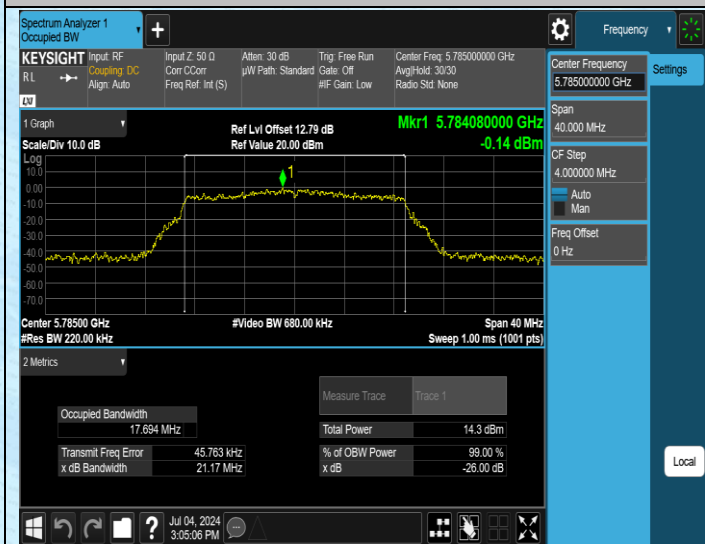 Spectrum Analyzer 1
Occupied BW
Frequency
KEYSIGHT
RL
LXI
Input: RF
Coupling: DC
Align: Auto
Input Z: 50 Ω
Corr CCorr
Freq Ref: Int (S)
Atten: 30 dB
µW Path: Standard
Trig: Free Run
Gate: Off
#IF Gain: Low
Center Freq: 5.785000000 GHz
Avg|Hold: 30/30
Radio Std: None
Center Frequency
5.785000000 GHz
Settings
Span
40.000 MHz
CF Step
4.000000 MHz
Auto
Man
Freq Offset
0 Hz
1 Graph
Scale/Div 10.0 dB
Ref Lvl Offset 12.79 dB
Ref Value 20.00 dBm
Mkr1 5.784080000 GHz
-0.14 dBm
Log
10.0
0.00
-10.0
-20.0
-30.0
-40.0
-50.0
-60.0
-70.0
1
Center 5.78500 GHz
#Res BW 220.00 kHz
#Video BW 680.00 kHz
Span 40 MHz
Sweep 1.00 ms (1001 pts)
2 Metrics
Measure Trace
Trace 1
Occupied Bandwidth
17.694 MHz
Total Power
14.3 dBm
Transmit Freq Error
45.763 kHz
% of OBW Power
99.00 %
x dB Bandwidth
21.17 MHz
x dB
-26.00 dB
Local
?
Jul 04, 2024
3:05:06 PM